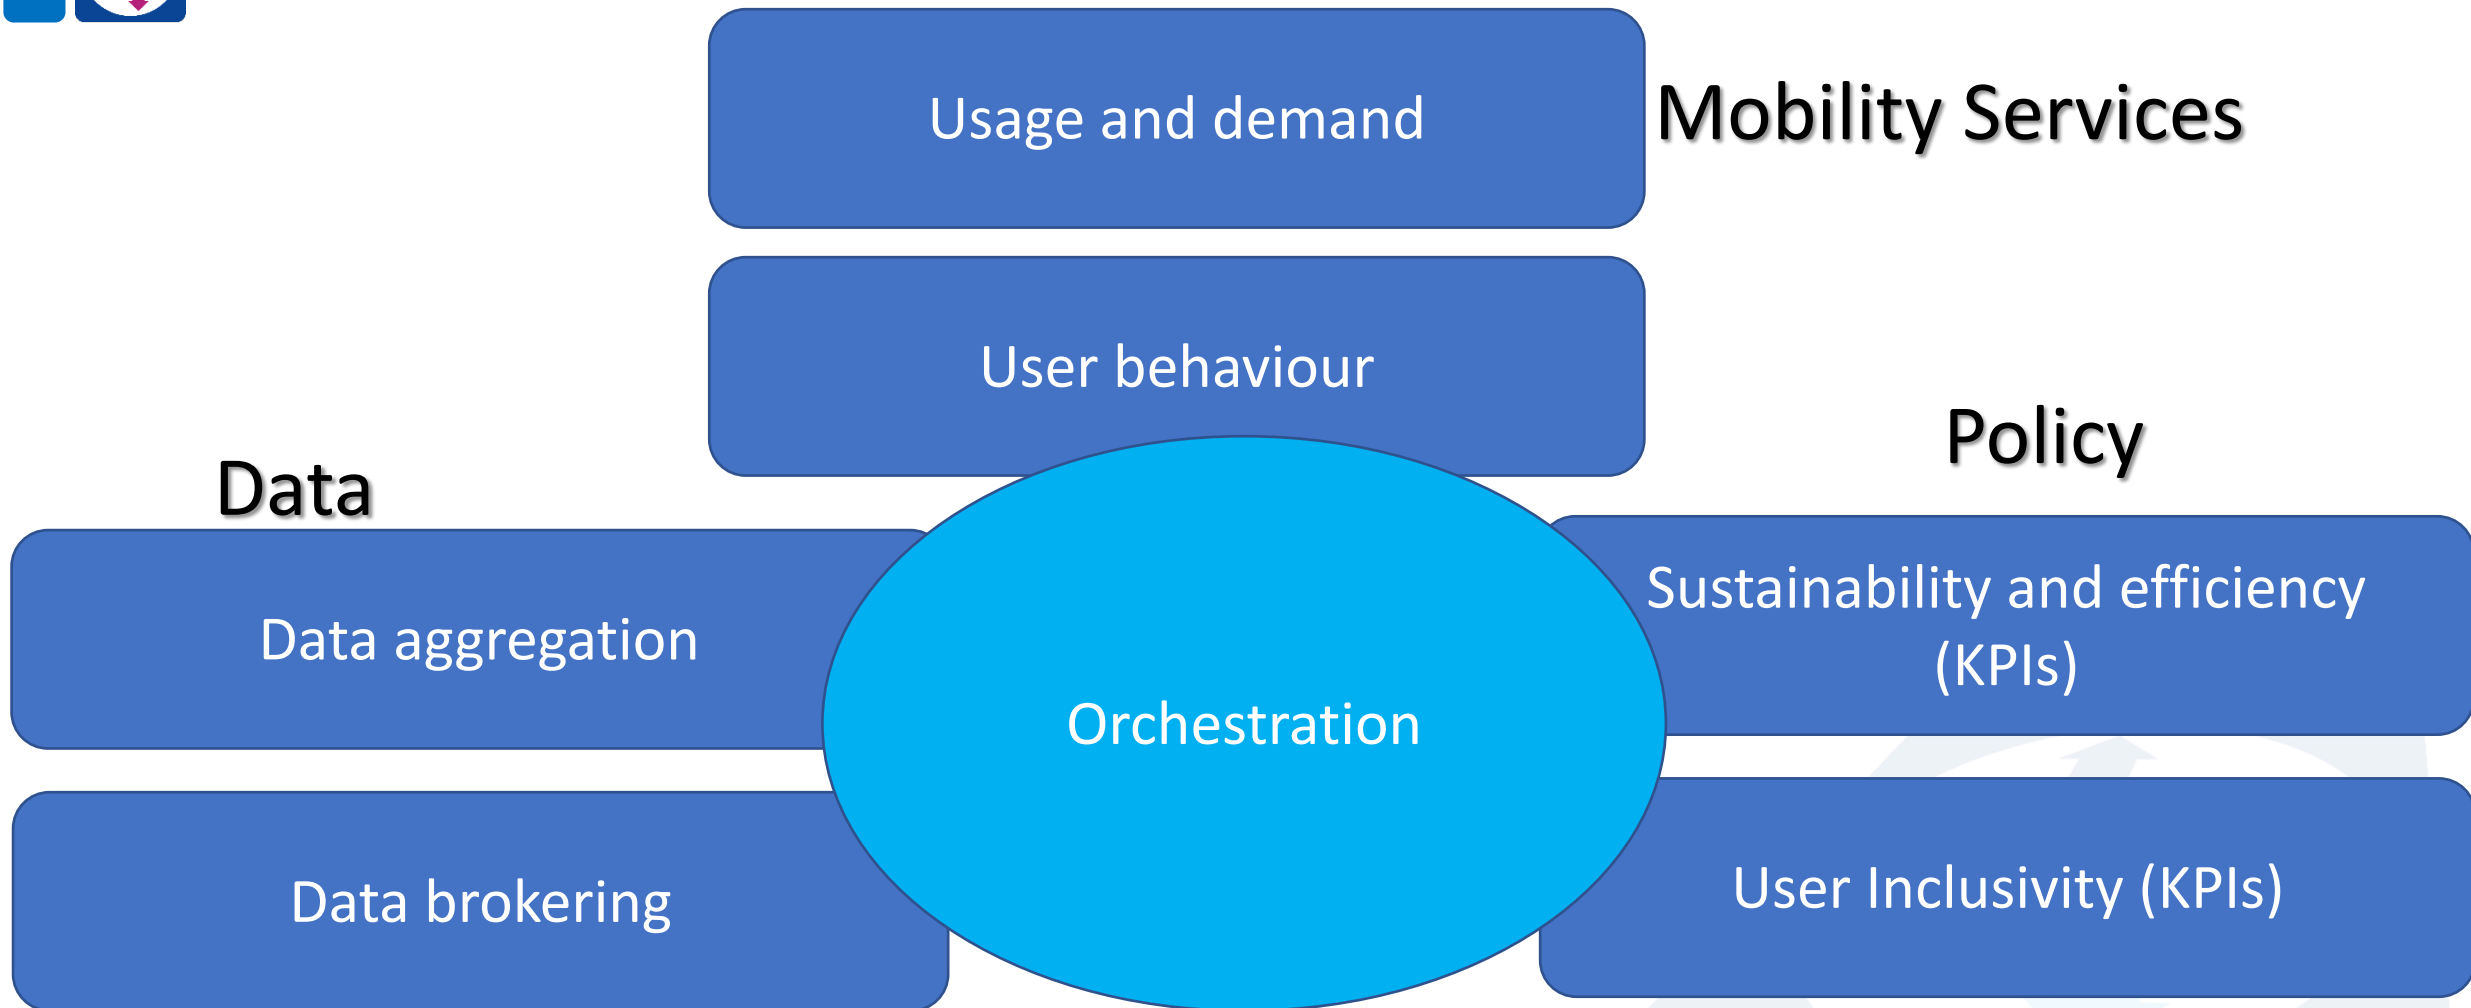 Usage and demand
Mobility Services
User behaviour
Policy
Data
Sustainability and efficiency
(KPIs)
Data aggregation
Orchestration
User Inclusivity (KPIs)
Data brokering